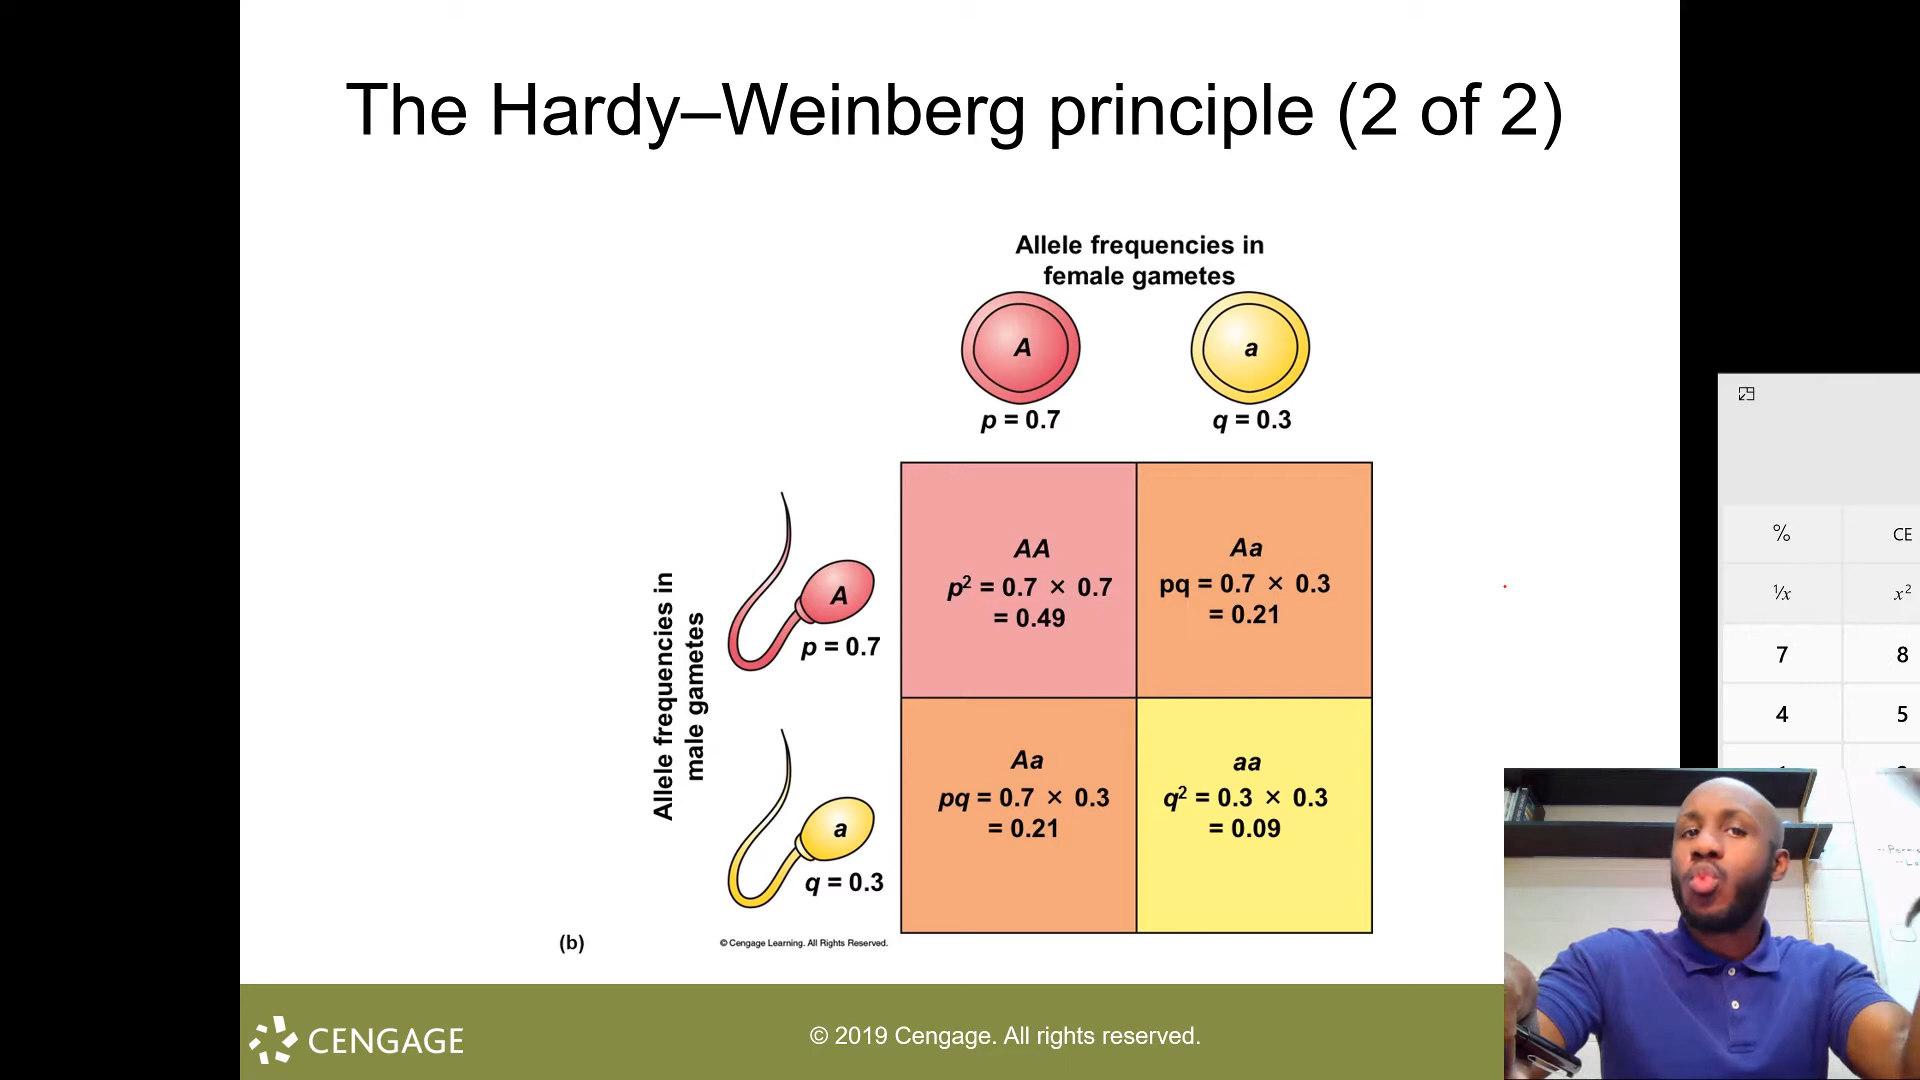 The Hardy–Weinberg principle (2 of 2)
Allele frequencies in
female gametes
A
a
p = 0.7
q = 0.3
Allele frequencies in
male gametes
A
p = 0.7
a
q = 0.3
AA
p² = 0.7 × 0.7
= 0.49
Aa
pq = 0.7 × 0.3
= 0.21
Aa
pq = 0.7 × 0.3
= 0.21
aa
q² = 0.3 × 0.3
= 0.09
(b)
© Cengage Learning. All Rights Reserved.
CENGAGE
© 2019 Cengage. All rights reserved.
%
CE
¹/x
x²
7
8
4
5